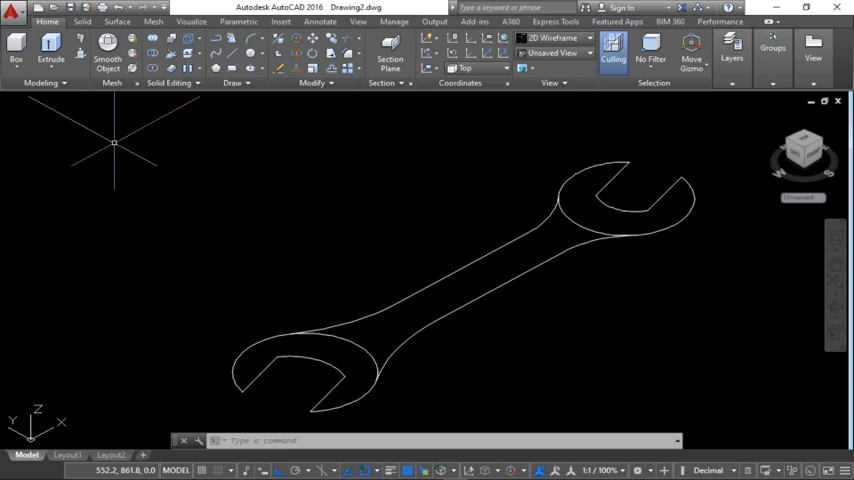 Autodesk AutoCAD 2016 Drawing2.dwg
Type a keyword or phrase
Sign In
Home Solid Surface Mesh Visualize Parametric Insert Annotate View Manage Output Add-ins A360 Express Tools Featured Apps BIM 360 Performance
2D Wireframe
Unsaved View
Top
Box Extrude Smooth Object Section Plane Culling No Filter Move Gizmo Layers Groups View
Modeling Mesh Solid Editing Draw Modify Section Coordinates View Selection
TOP
FRONT
W
S
Unnamed
Z
Y X
Type a command
Model Layout1 Layout2 +
552.2, 861.8, 0.0 MODEL 1:1 / 100% Decimal